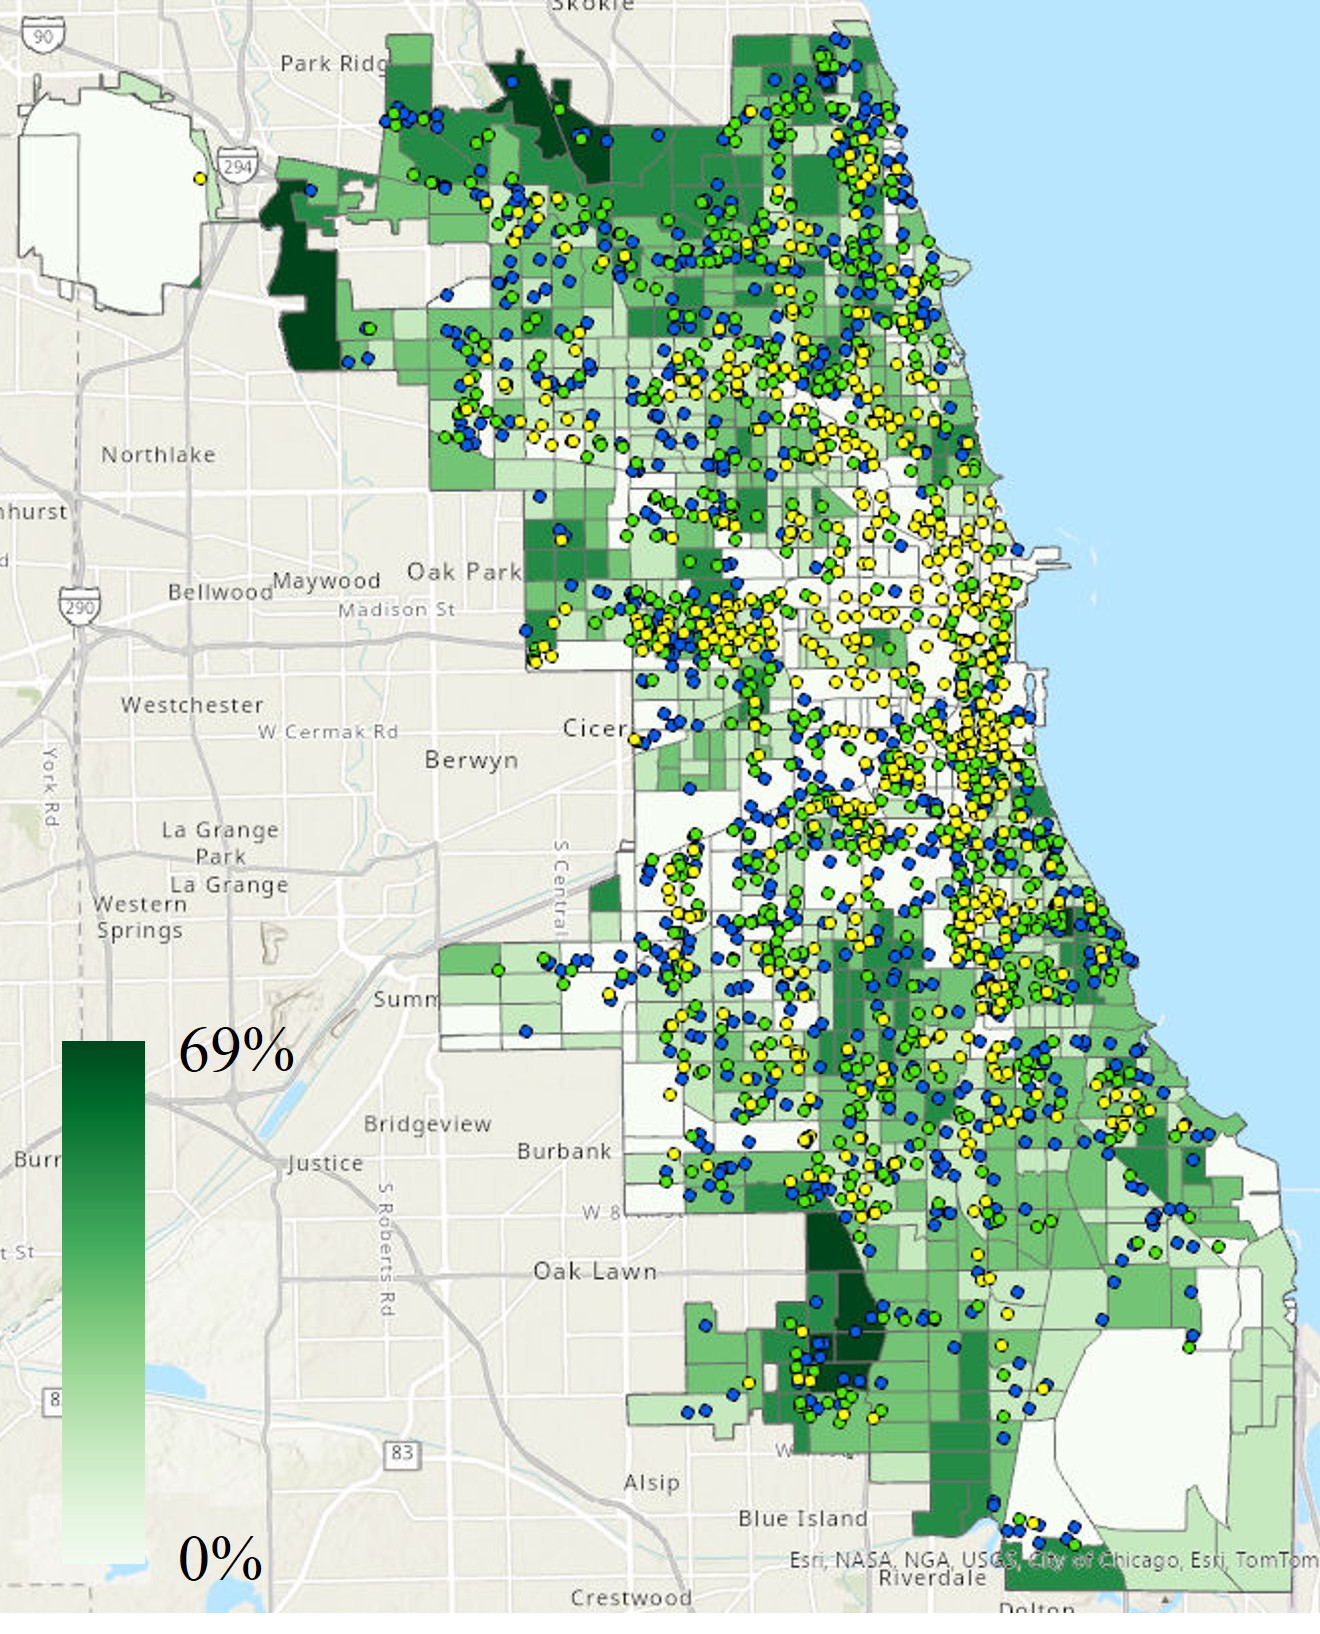 Skokie
90
Park Ridg
294
Northlake
nhurst
d
Oak Park
Maywood
Bellwood
290
Madison St
Westchester
W Cermak Rd
Cicer
Berwyn
York Rd
La Grange
Park
La Grange
S Central
Western
Springs
Summ
69%
Bridgeview
Burbank
Burr
Justice
S Roberts Rd
W 8
t St
Oak Lawn
8
83
W
Alsip
Blue Island
0%
Esri, NASA, NGA, USGS, City of Chicago, Esri, TomTom
Riverdale
Crestwood
Dolton